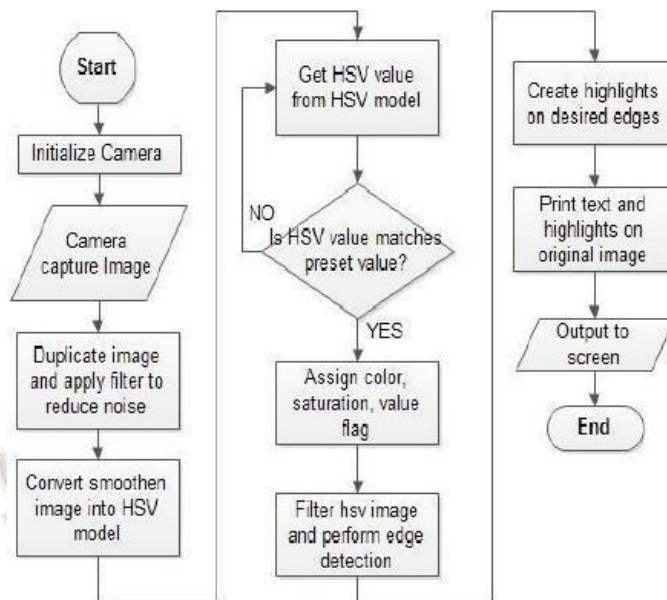 Start
Initialize Camera
Camera
capture Image
Duplicate image
and apply filter to
reduce noise
Convert smoothen
image into HSV
model
Get HSV value
from HSV model
NO
Is HSV value matches
preset value?
YES
Assign color,
saturation, value
flag
Filter hsv image
and perform edge
detection
Create highlights
on desired edges
Print text and
highlights on
original image
Output to
screen
End